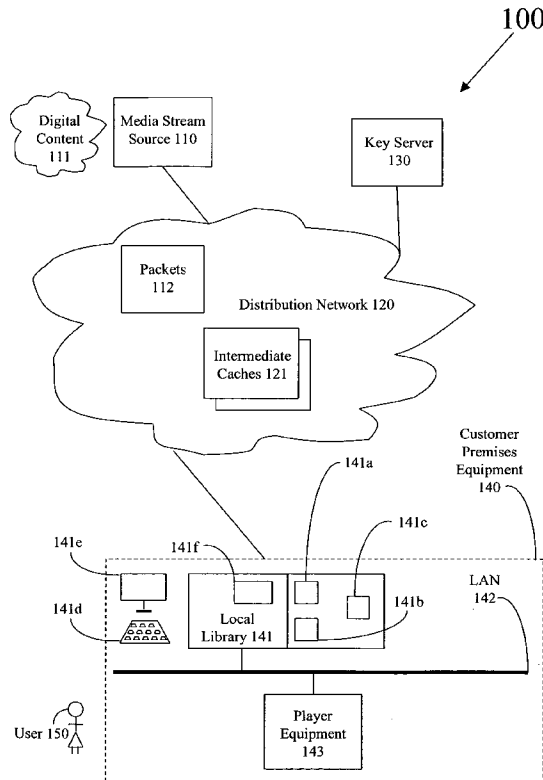 100
Digital
Content
111
Media Stream
Source 110
Key Server
130
Packets
112
Distribution Network 120
Intermediate
Caches 121
Customer
Premises
Equipment
140
141a
141c
141e
141f
141b
LAN
142
141d
Local
Library 141
User 150
Player
Equipment
143